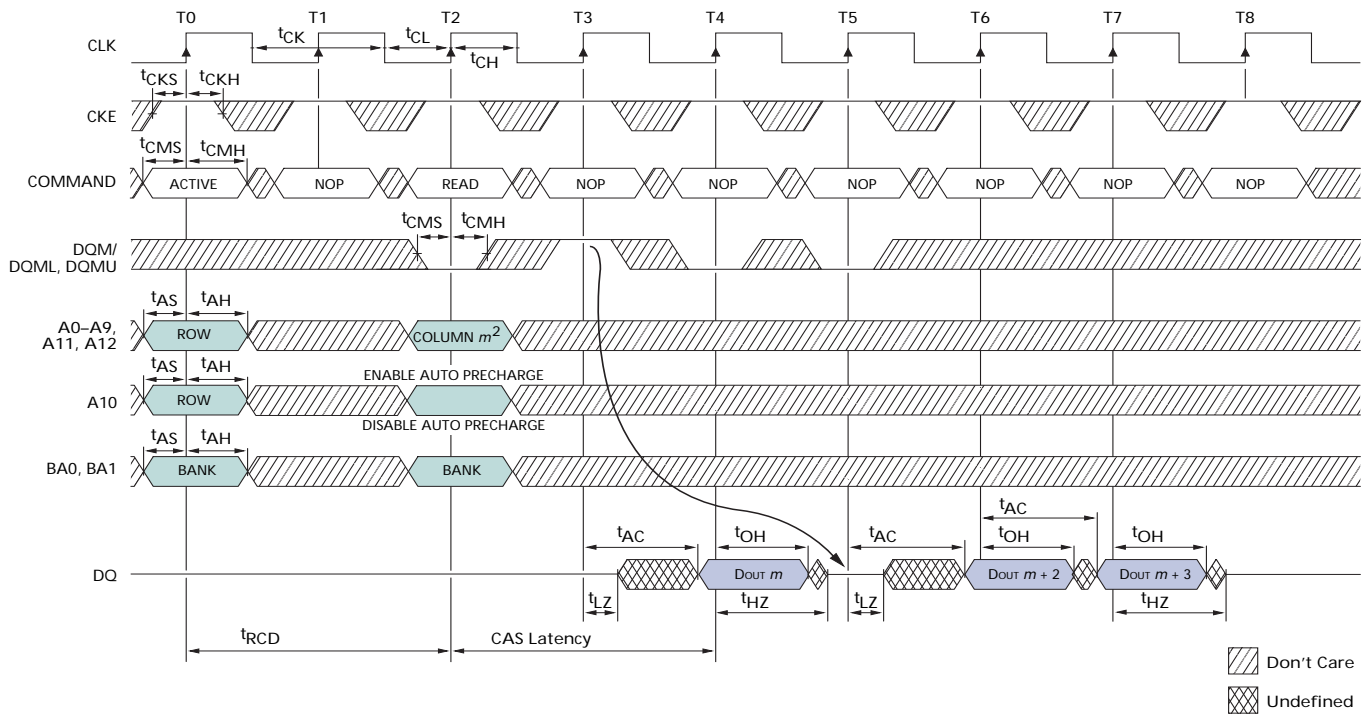 T0 T1 T2 T3 T4 T5 T6 T7 T8
CLK
tCK tCL
tCH
tCKS tCKH
CKE
tCMS tCMH
COMMAND ACTIVE NOP READ NOP NOP NOP NOP NOP NOP
tCMS tCMH
DQM/
DQML, DQMU
tAS tAH
A0–A9,
A11, A12
ROW COLUMN m2
tAS tAH ENABLE AUTO PRECHARGE
A10 ROW
DISABLE AUTO PRECHARGE
tAS tAH
BA0, BA1 BANK BANK
tAC
tAC tOH tAC tOH tOH
DQ DOUT m DOUT m + 2 DOUT m + 3
tLZ tHZ tLZ tHZ
tRCD CAS Latency
Don't Care
Undefined